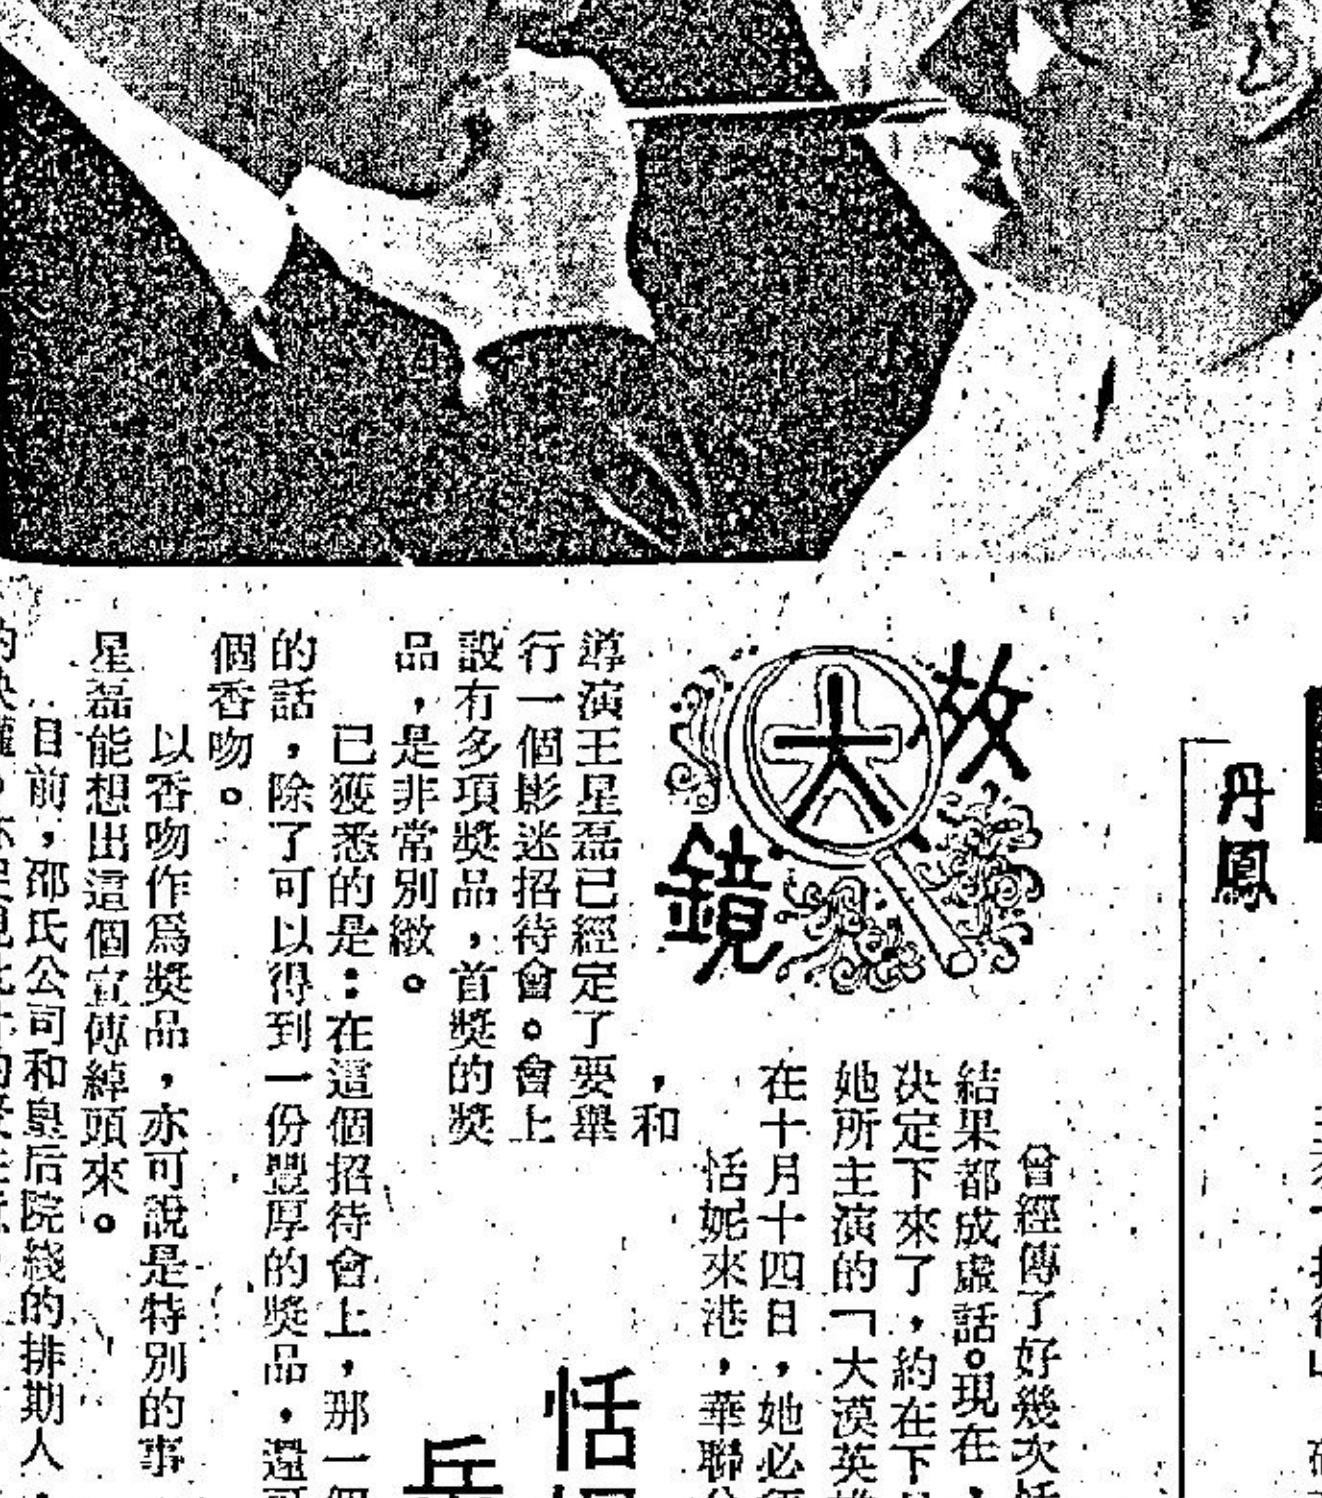 丹鳳
放大鏡
曾經傳了好幾次恬
結果都成虛話。現在，
決定下來了，約在下
她所主演的「大漠英雄
在十月十四日，她必須
恬妮來港，華聯公
，和
導演王星磊已經定了要舉
行一個影迷招待會。會上
設有多項獎品，首獎的獎
品，是非常別緻。
已獲悉的是：在這個招待會上，那一個
的話，除了可以得到一份豐厚的獎品，還可
個香吻。
以香吻作爲獎品，亦可說是特別的事
星磊能想出這個宣傳綽頭來。
目前，邵氏公司和皇后院綫的排期人
恬